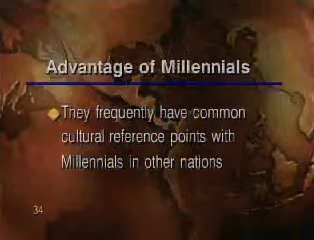 Advantage of Millennials
They frequently have common
cultural reference points with
Millennials in other nations
34